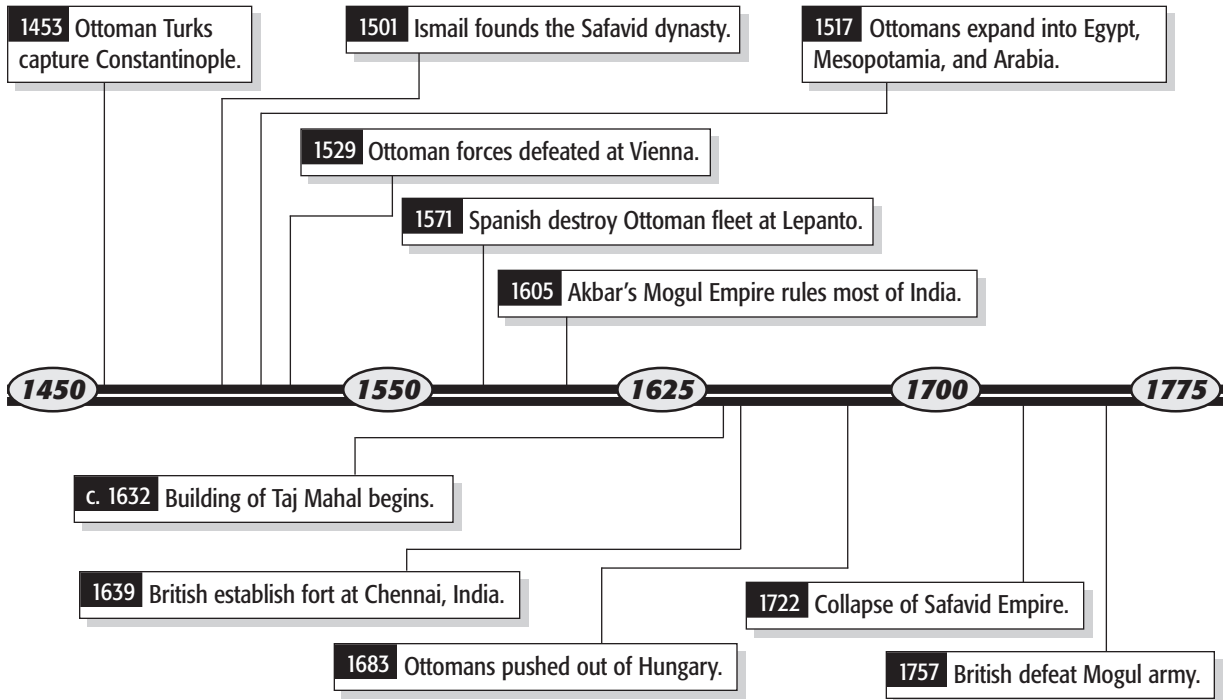 1453 Ottoman Turks
capture Constantinople.
1501 Ismail founds the Safavid dynasty.
1517 Ottomans expand into Egypt,
Mesopotamia, and Arabia.
1529 Ottoman forces defeated at Vienna.
1571 Spanish destroy Ottoman fleet at Lepanto.
1605 Akbar's Mogul Empire rules most of India.
1450 1550 1625 1700 1775
c. 1632 Building of Taj Mahal begins.
1639 British establish fort at Chennai, India.
1722 Collapse of Safavid Empire.
1683 Ottomans pushed out of Hungary.
1757 British defeat Mogul army.